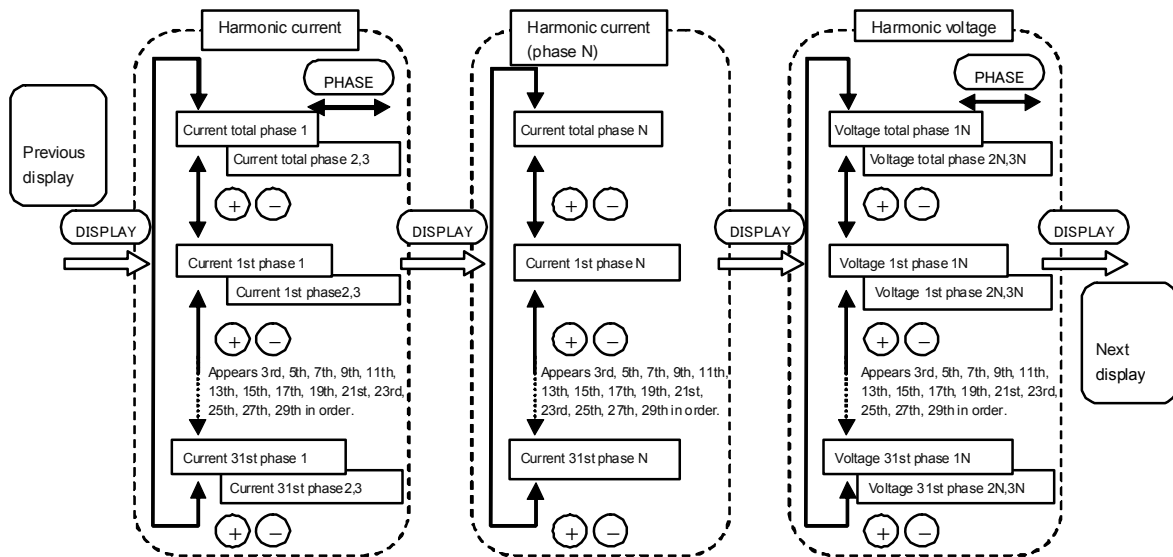 Previous
display
DISPLAY
Harmonic current
PHASE
Current total phase 1
Current total phase 2,3
+ −
Current 1st phase 1
Current 1st phase2,3
+ −
Appears 3rd, 5th, 7th, 9th, 11th,
13th, 15th, 17th, 19th, 21st, 23rd,
25th, 27th, 29th in order.
Current 31st phase 1
Current 31st phase2,3
+ −
DISPLAY
Harmonic current
(phase N)
Current total phase N
+ −
Current 1st phase N
+ −
Appears 3rd, 5th, 7th, 9th, 11th,
13th, 15th, 17th, 19th, 21st,
23rd, 25th, 27th, 29th in order.
Current 31st phase N
+ −
DISPLAY
Harmonic voltage
PHASE
Voltage total phase 1N
Voltage total phase 2N,3N
+ −
Voltage 1st phase 1N
Voltage 1st phase 2N,3N
+ −
Appears 3rd, 5th, 7th, 9th, 11th,
13th, 15th, 17th, 19th, 21st, 23rd,
25th, 27th, 29th in order.
Voltage 31st phase 1N
Voltage 31st phase 2N,3N
+ −
DISPLAY
Next
display